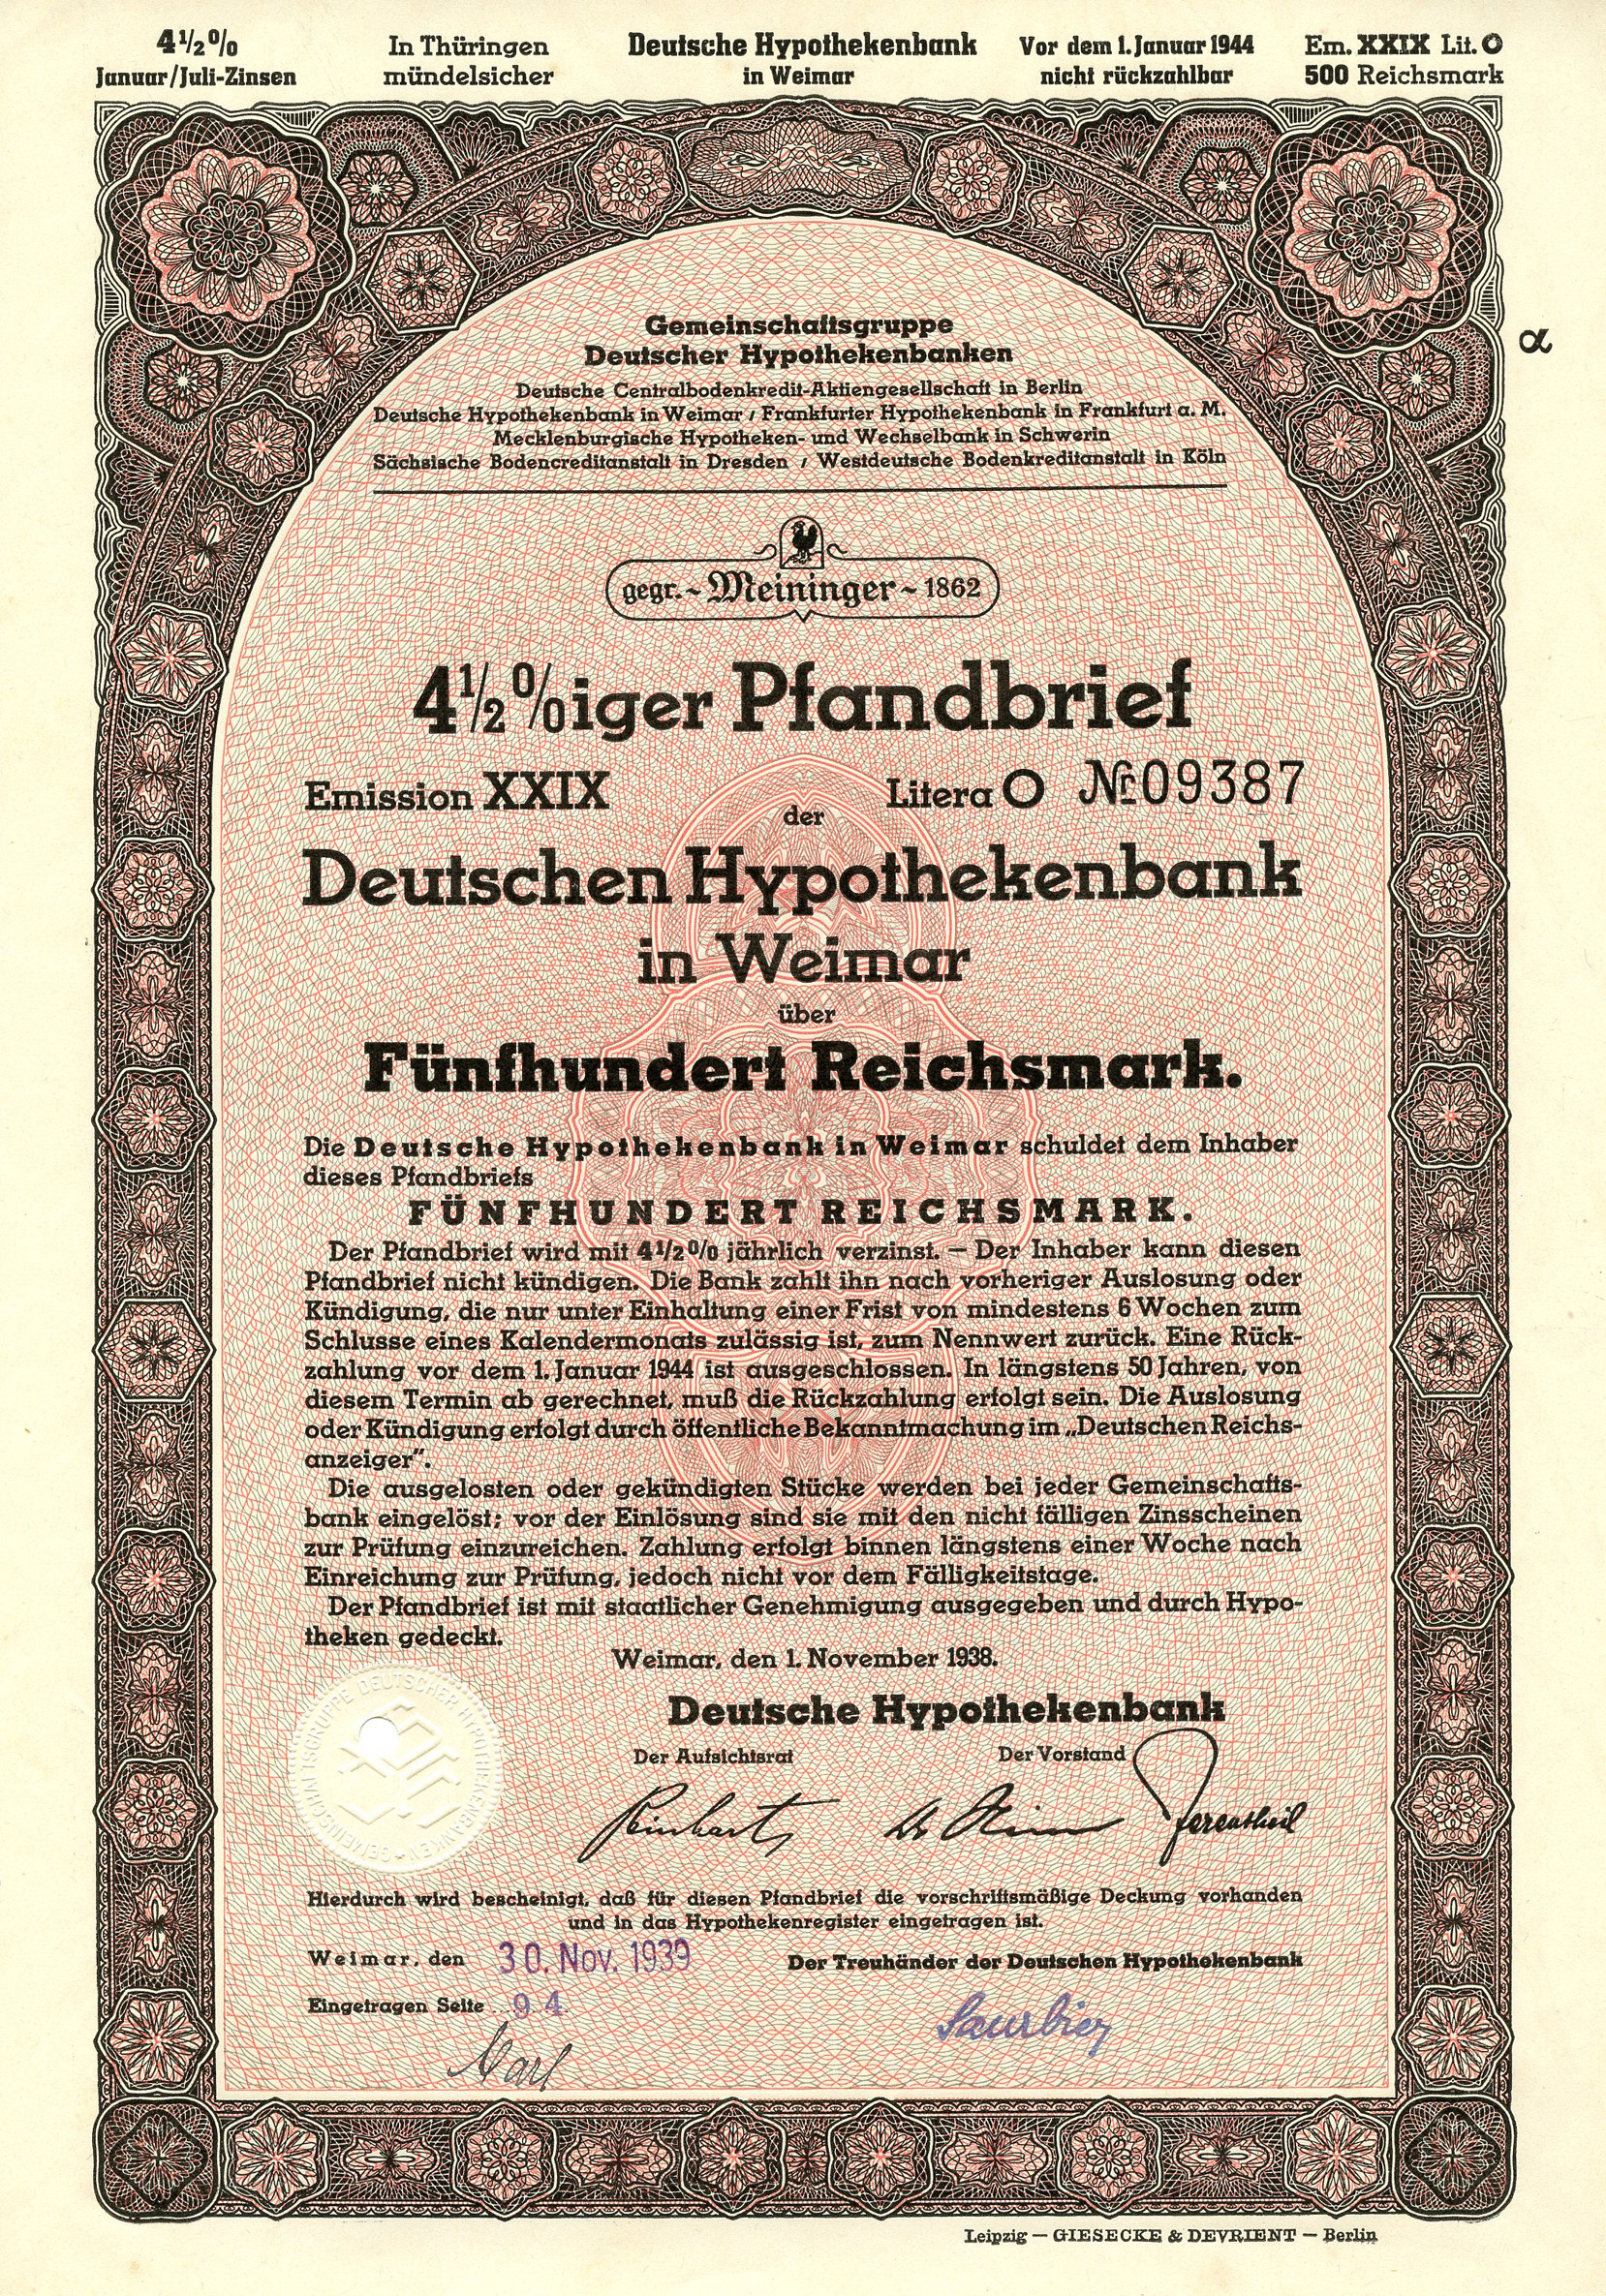 4½% In Thüringen Deutsche Hypothekenbank Vor dem 1. Januar 1944 Em. XXIX Lit. O
Januar/Juli-Zinsen mündelsicher in Weimar nicht rückzahlbar 500 Reichsmark
α
Gemeinschaftsgruppe
Deutscher Hypothekenbanken
Deutsche Centralbodenkredit-Aktiengesellschaft in Berlin
Deutsche Hypothekenbank in Weimar / Frankfurter Hypothekenbank in Frankfurt a. M.
Mecklenburgische Hypotheken- und Wechselbank in Schwerin
Sächsische Bodencreditanstalt in Dresden / Westdeutsche Bodenkreditanstalt in Köln
gegr. ~ Meininger ~ 1862
4½%iger Pfandbrief
Emission XXIX Litera O Nr 09387
der
Deutschen Hypothekenbank
in Weimar
über
Fünfhundert Reichsmark.
Die Deutsche Hypothekenbank in Weimar schuldet dem Inhaber
dieses Pfandbriefs
FÜNFHUNDERT REICHSMARK.
Der Pfandbrief wird mit 4½% jährlich verzinst. — Der Inhaber kann diesen
Pfandbrief nicht kündigen. Die Bank zahlt ihn nach vorheriger Auslosung oder
Kündigung, die nur unter Einhaltung einer Frist von mindestens 6 Wochen zum
Schlusse eines Kalendermonats zulässig ist, zum Nennwert zurück. Eine Rück-
zahlung vor dem 1. Januar 1944 ist ausgeschlossen. In längstens 50 Jahren, von
diesem Termin ab gerechnet, muß die Rückzahlung erfolgt sein. Die Auslosung
oder Kündigung erfolgt durch öffentliche Bekanntmachung im „Deutschen Reichs-
anzeiger“.
Die ausgelosten oder gekündigten Stücke werden bei jeder Gemeinschafts-
bank eingelöst; vor der Einlösung sind sie mit den nicht fälligen Zinsscheinen
zur Prüfung einzureichen. Zahlung erfolgt binnen längstens einer Woche nach
Einreichung zur Prüfung, jedoch nicht vor dem Fälligkeitstage.
Der Pfandbrief ist mit staatlicher Genehmigung ausgegeben und durch Hypo-
theken gedeckt.
Weimar, den 1. November 1938.
GEMEINSCHAFTSGRUPPE DEUTSCHER HYPOTHEKENBANKEN
Deutsche Hypothekenbank
Der Aufsichtsrat Der Vorstand
Hierdurch wird bescheinigt, daß für diesen Pfandbrief die vorschriftsmäßige Deckung vorhanden
und in das Hypothekenregister eingetragen ist.
Weimar, den 30. Nov. 1939 Der Treuhänder der Deutschen Hypothekenbank
Eingetragen Seite 94
Leipzig — GIESECKE & DEVRIENT — Berlin